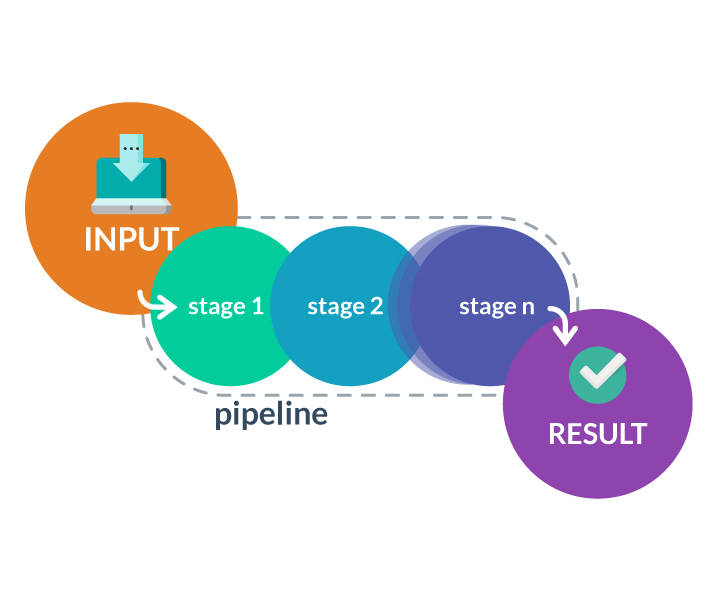 INPUT
stage 1
stage 2
stage n
pipeline
RESULT